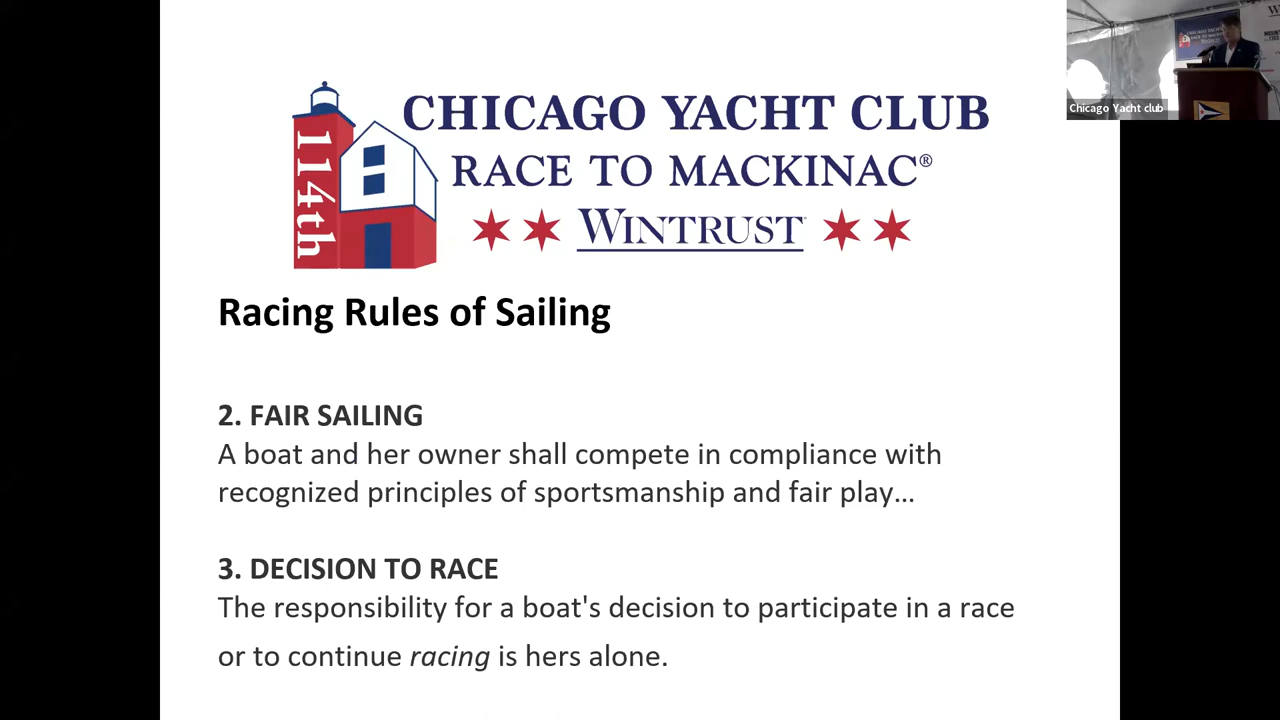 114th
CHICAGO YACHT CLUB
RACE TO MACKINAC®
WINTRUST
Racing Rules of Sailing
2. FAIR SAILING
A boat and her owner shall compete in compliance with
recognized principles of sportsmanship and fair play...
3. DECISION TO RACE
The responsibility for a boat's decision to participate in a race
or to continue racing is hers alone.
Chicago Yacht club